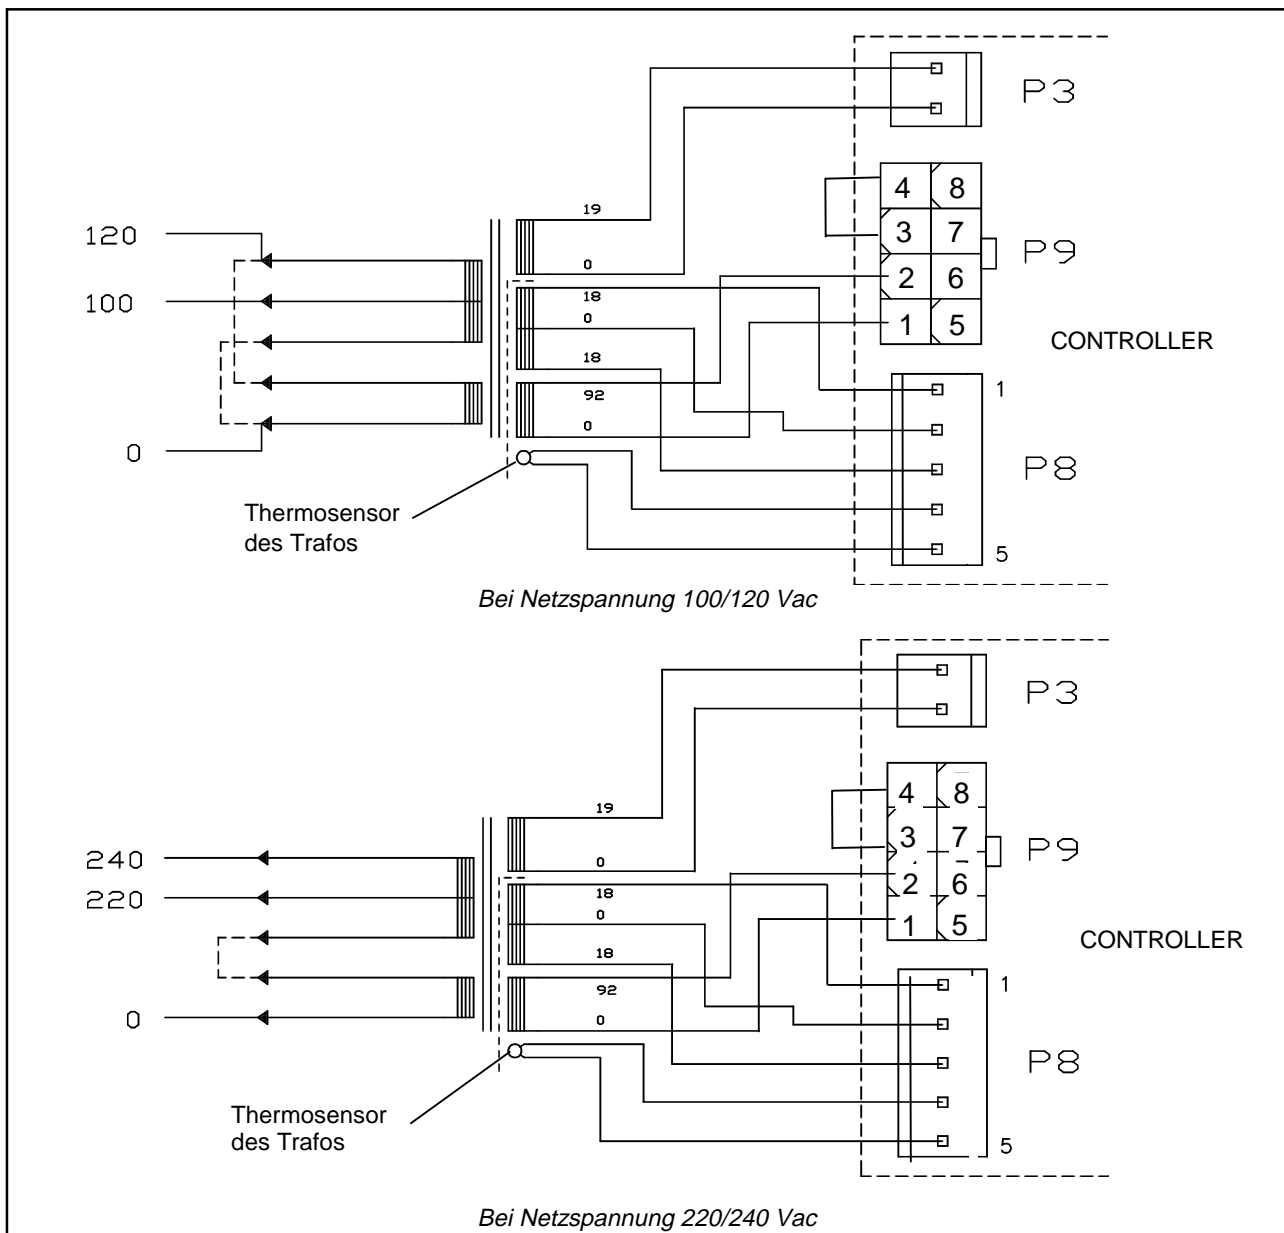 P3
19
4 8
120
3 7
P9
0
2 6
100
18
0
1 5
CONTROLLER
18
1
92
0
0
P8
Thermosensor
des Trafos
5
Bei Netzspannung 100/120 Vac
P3
4 8
19
3 7
P9
240
0
2 6
220
18
0
1 5
CONTROLLER
18
92
1
0
0
P8
Thermosensor
des Trafos
5
Bei Netzspannung 220/240 Vac